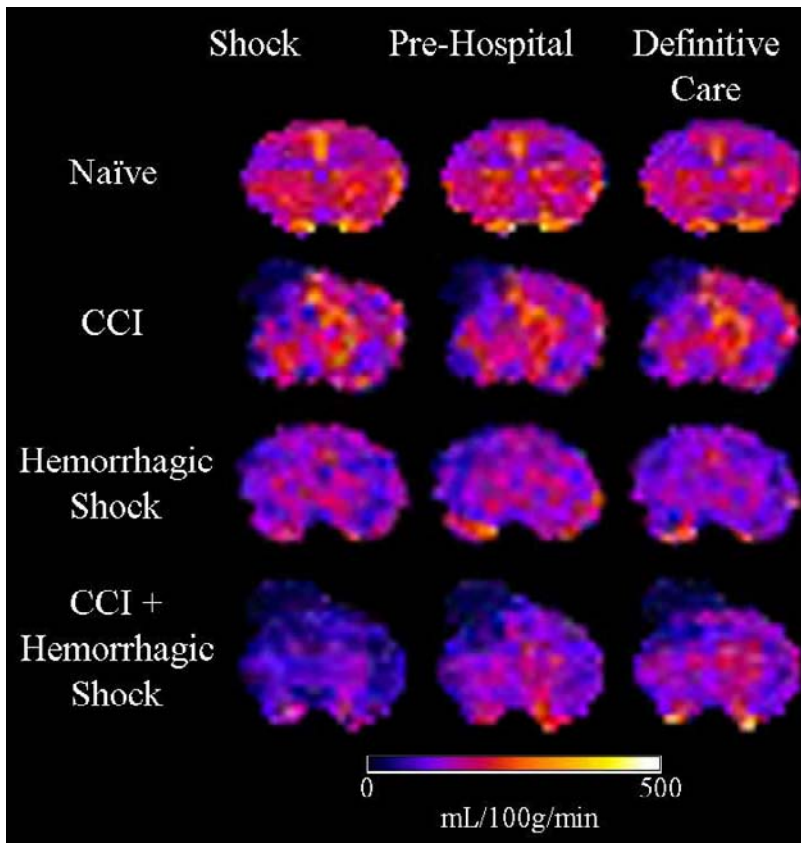 Shock Pre-Hospital Definitive
Care
Naïve
CCI
Hemorrhagic
Shock
CCI +
Hemorrhagic
Shock
0 500
mL/100g/min